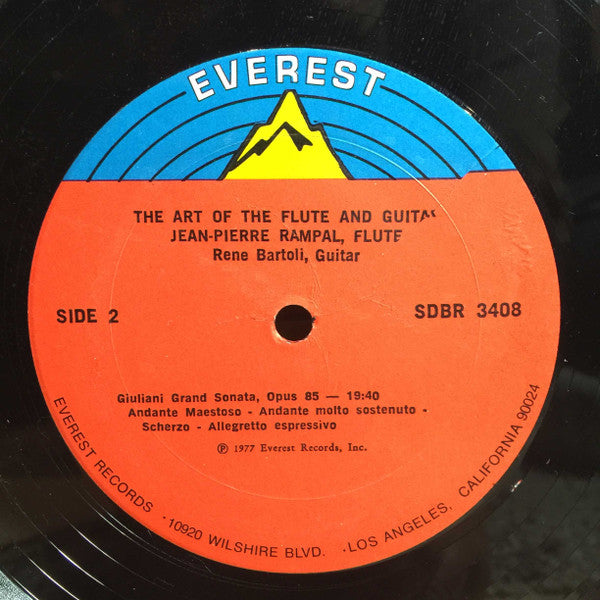 EVEREST
THE ART OF THE FLUTE AND GUITAR
JEAN-PIERRE RAMPAL, FLUTE
Rene Bartoli, Guitar
SIDE 2
SDBR 3408
Giuliani Grand Sonata, Opus 85 — 19:40
Andante Maestoso - Andante molto sostenuto -
Scherzo - Allegretto espressivo
℗ 1977 Everest Records, Inc.
EVEREST RECORDS · 10920 WILSHIRE BLVD. · LOS ANGELES, CALIFORNIA 90024